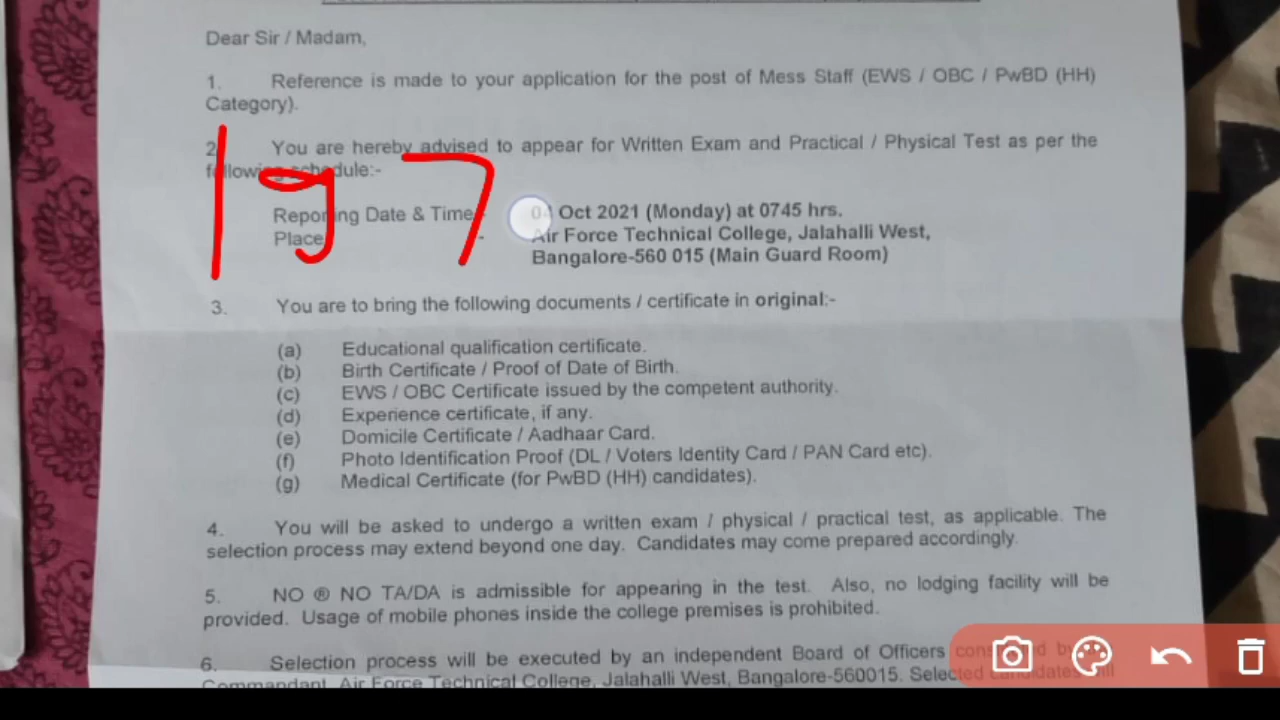 Dear Sir / Madam,
1. Reference is made to your application for the post of Mess Staff (EWS / OBC / PwBD (HH)
Category).
2. You are hereby advised to appear for Written Exam and Practical / Physical Test as per the
following schedule:-
197
Reporting Date & Time:- 04 Oct 2021 (Monday) at 0745 hrs.
Place :- Air Force Technical College, Jalahalli West,
Bangalore-560 015 (Main Guard Room)
3. You are to bring the following documents / certificate in original:-
(a) Educational qualification certificate.
(b) Birth Certificate / Proof of Date of Birth.
(c) EWS / OBC Certificate issued by the competent authority.
(d) Experience certificate, if any.
(e) Domicile Certificate / Aadhaar Card.
(f) Photo Identification Proof (DL / Voters Identity Card / PAN Card etc).
(g) Medical Certificate (for PwBD (HH) candidates).
4. You will be asked to undergo a written exam / physical / practical test, as applicable. The
selection process may extend beyond one day. Candidates may come prepared accordingly.
5. NO ® NO TA/DA is admissible for appearing in the test. Also, no lodging facility will be
provided. Usage of mobile phones inside the college premises is prohibited.
6. Selection process will be executed by an independent Board of Officers constituted by
Commandant, Air Force Technical College, Jalahalli West, Bangalore-560015. Selected candidates will